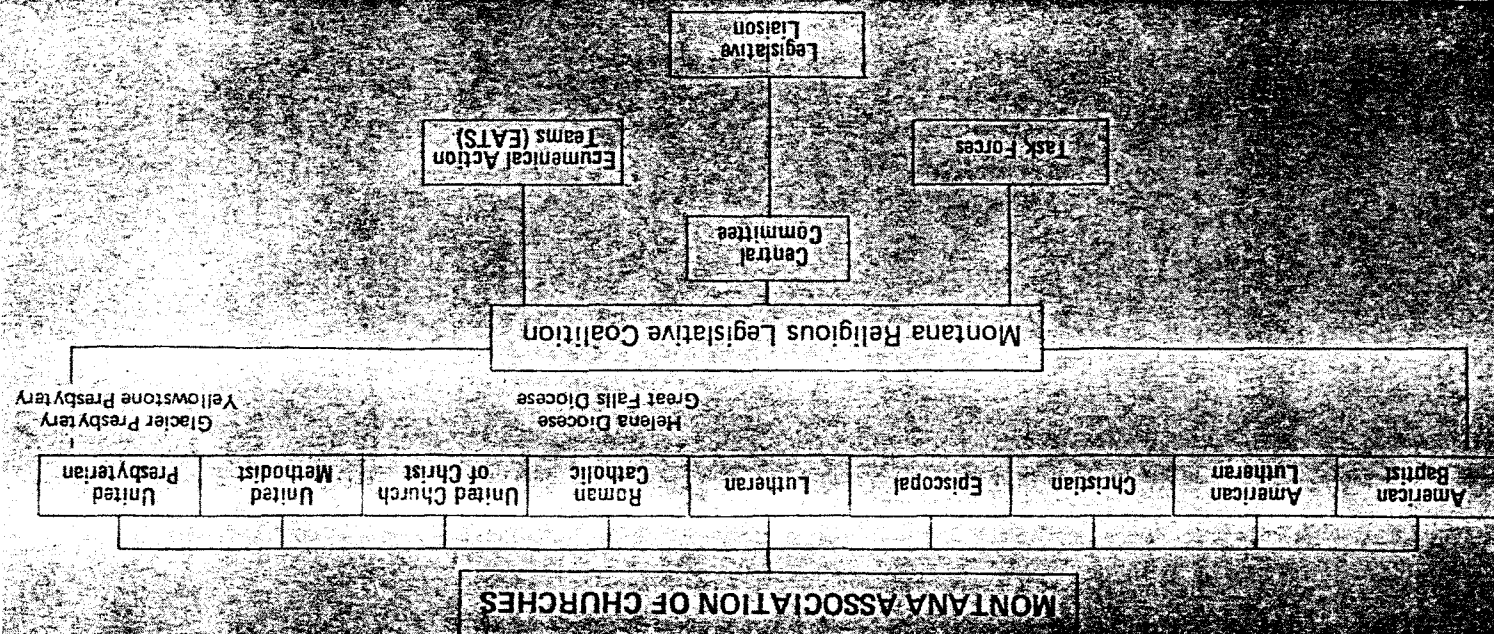 MONTANA ASSOCIATION OF CHURCHES
American
Baptist
American
Lutheran
Christian
Episcopal
Lutheran
Roman
Catholic
United Church
of Christ
United
Methodist
United
Presbyterian
Helena Diocese
Great Falls Diocese
Glacier Presbytery
Yellowstone Presbytery
Montana Religious Legislative Coalition
Central
Committee
Task Forces
Ecumenical Action
Teams (EATS)
Legislative
Liaison